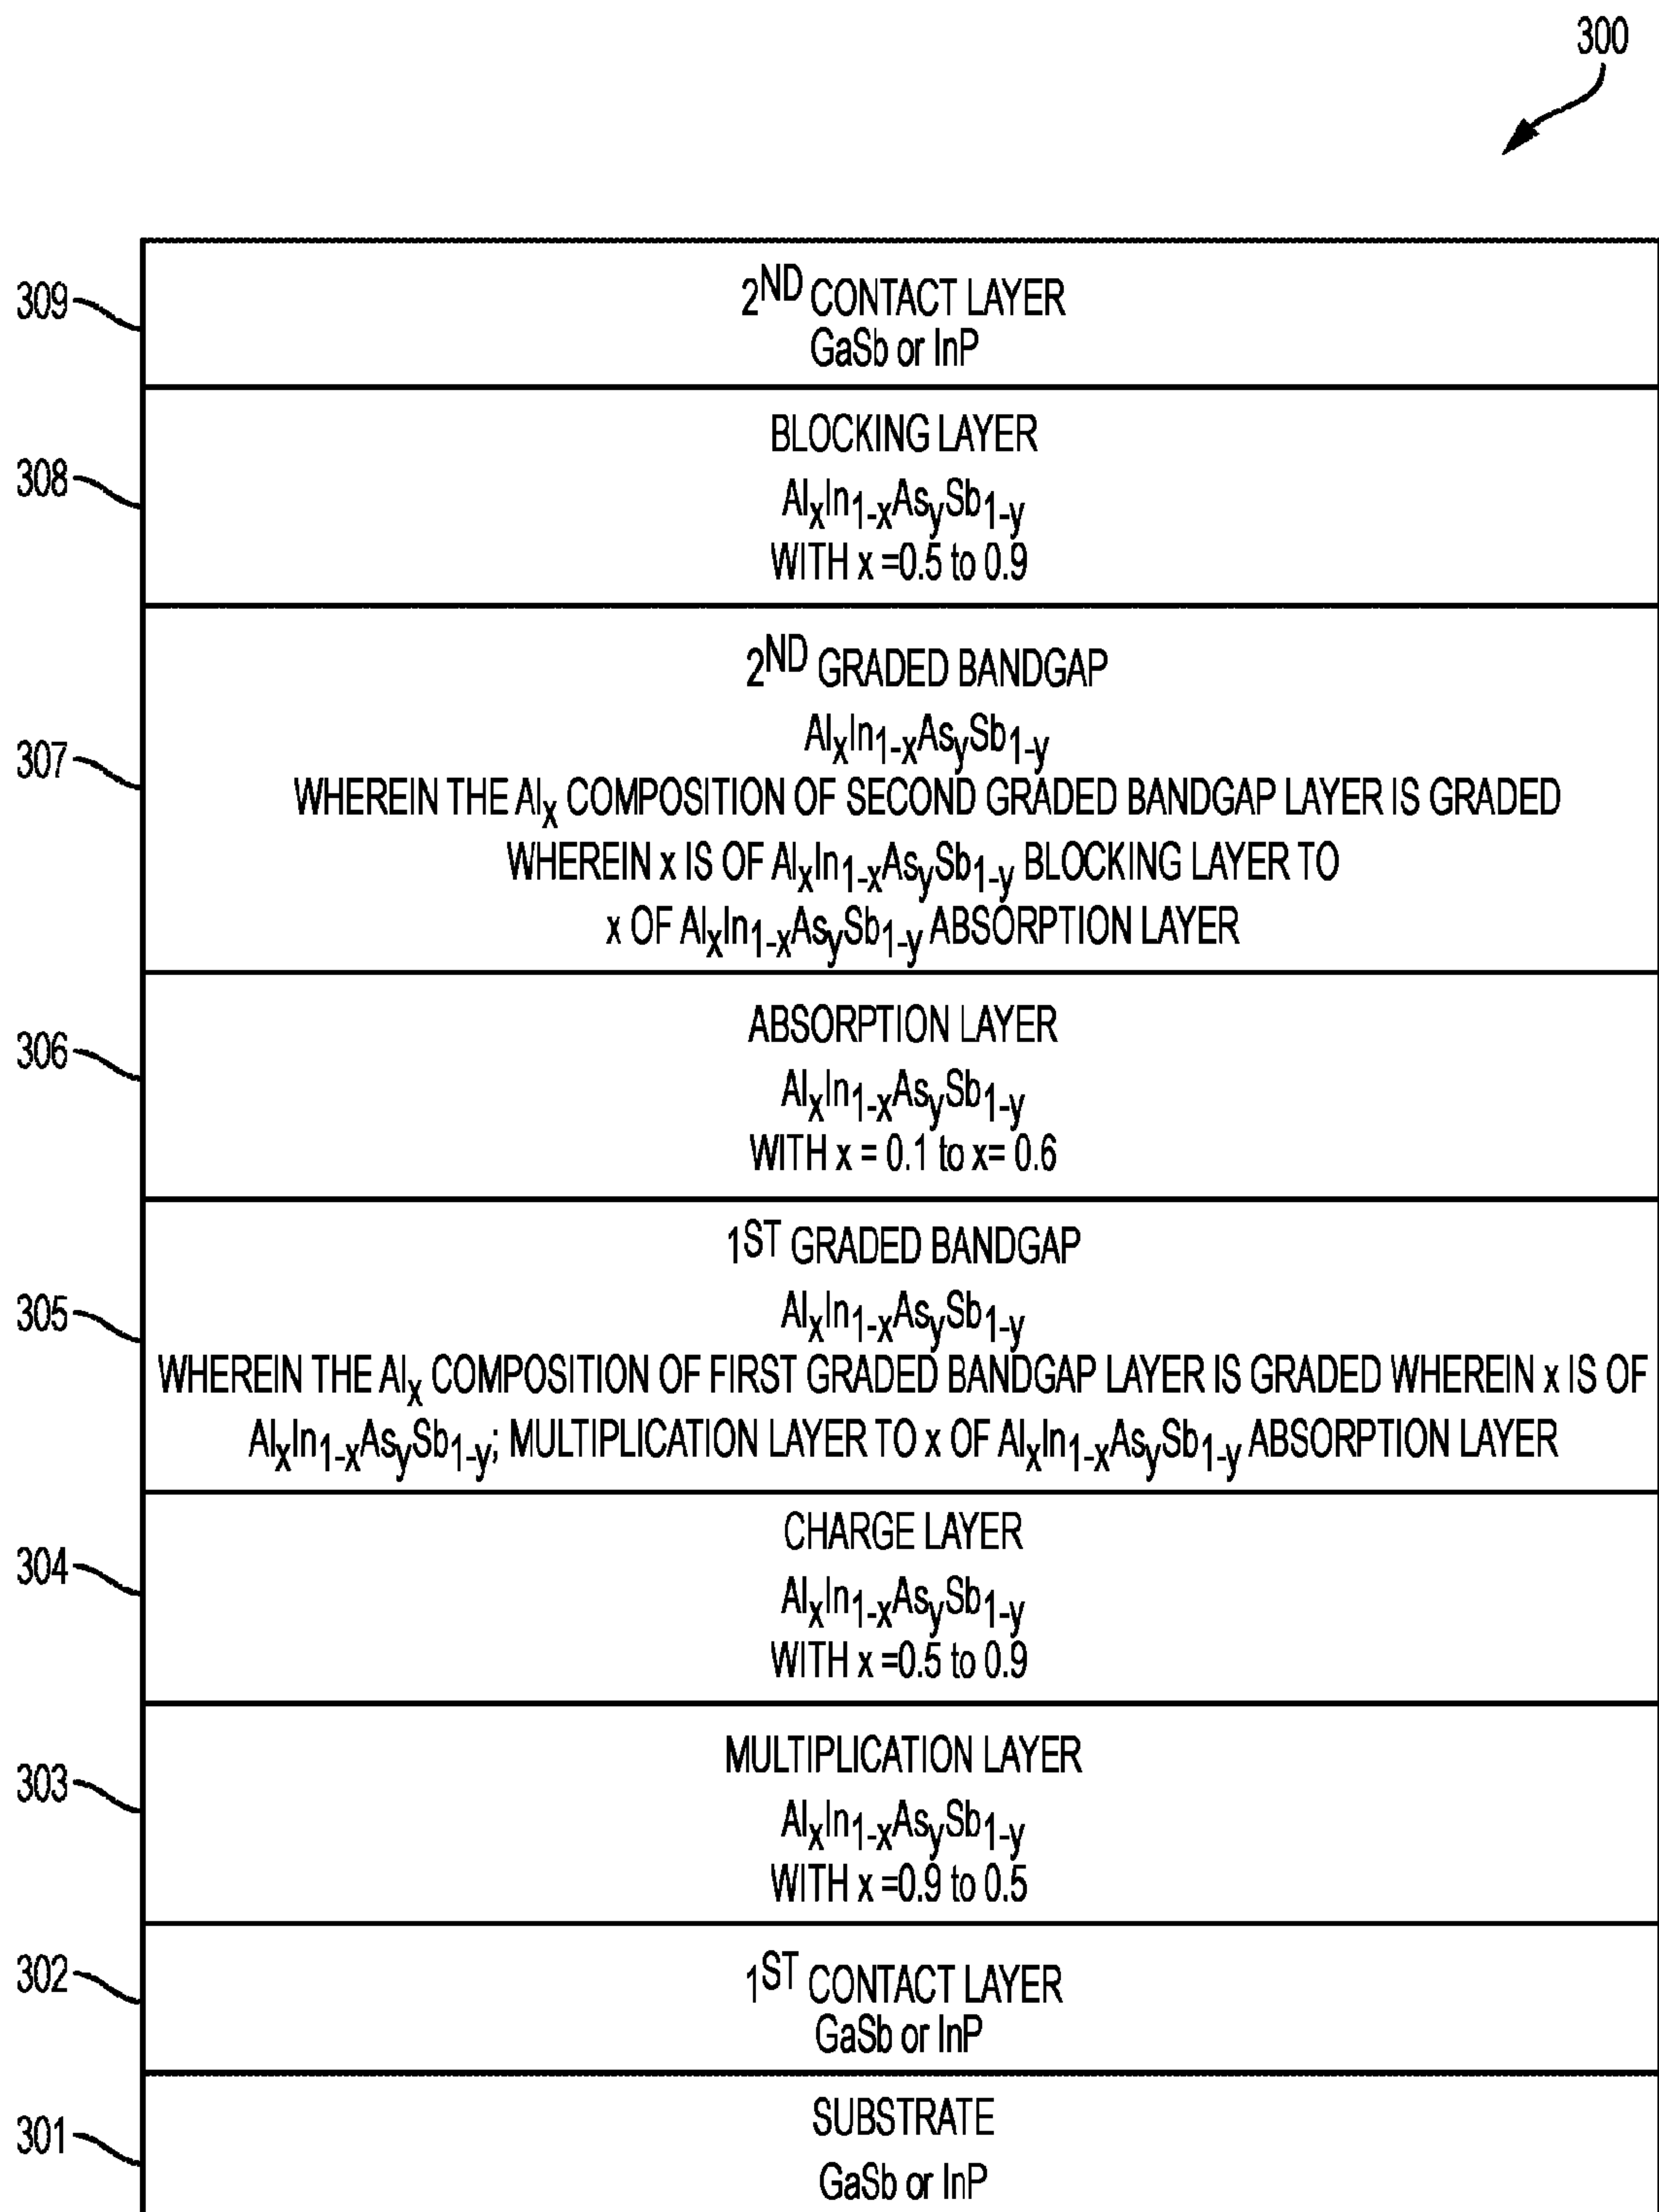 300
309
2ND CONTACT LAYER
GaSb or InP
308
BLOCKING LAYER
AlxIn1-xAsySb1-y
WITH x =0.5 to 0.9
307
2ND GRADED BANDGAP
AlxIn1-xAsySb1-y
WHEREIN THE Alx COMPOSITION OF SECOND GRADED BANDGAP LAYER IS GRADED
WHEREIN x IS OF AlxIn1-xAsySb1-y BLOCKING LAYER TO
x OF AlxIn1-xAsySb1-y ABSORPTION LAYER
306
ABSORPTION LAYER
AlxIn1-xAsySb1-y
WITH x = 0.1 to x= 0.6
305
1ST GRADED BANDGAP
AlxIn1-xAsySb1-y
WHEREIN THE Alx COMPOSITION OF FIRST GRADED BANDGAP LAYER IS GRADED WHEREIN x IS OF
AlxIn1-xAsySb1-y; MULTIPLICATION LAYER TO x OF AlxIn1-xAsySb1-y ABSORPTION LAYER
304
CHARGE LAYER
AlxIn1-xAsySb1-y
WITH x =0.5 to 0.9
303
MULTIPLICATION LAYER
AlxIn1-xAsySb1-y
WITH x =0.9 to 0.5
302
1ST CONTACT LAYER
GaSb or InP
301
SUBSTRATE
GaSb or InP